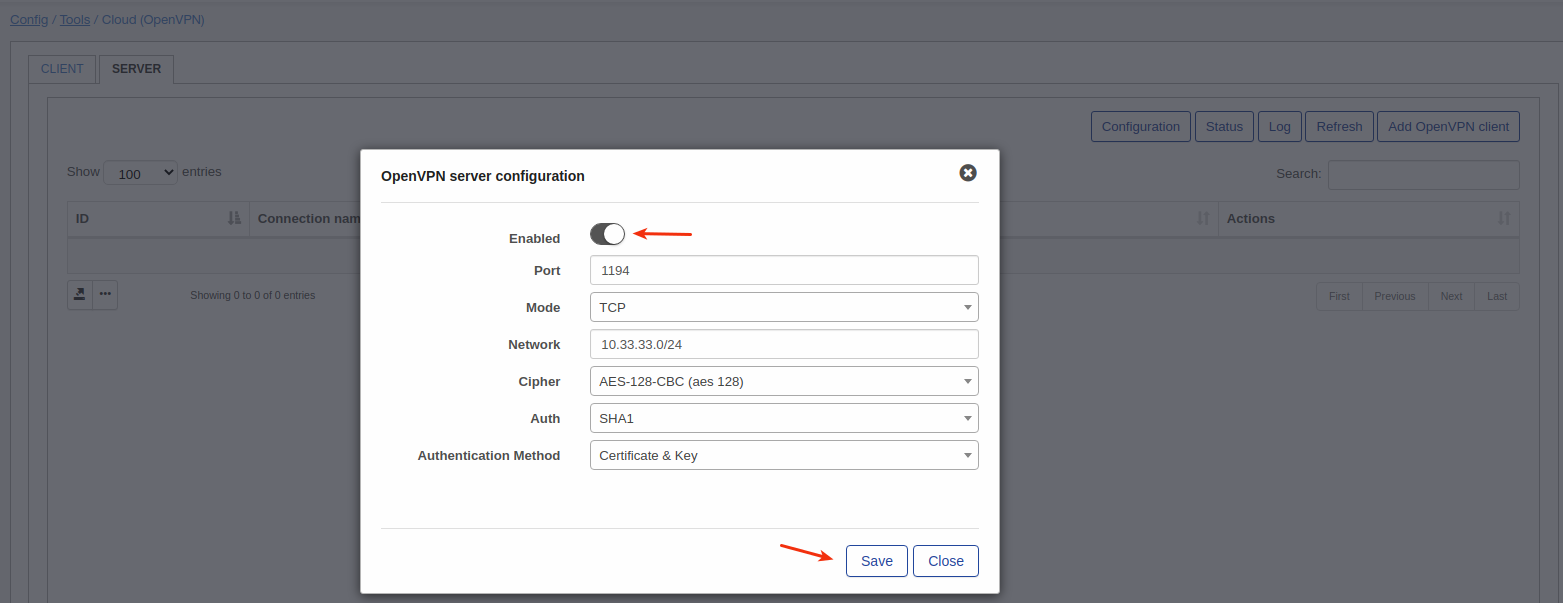 Config / Tools / Cloud (OpenVPN)
CLIENT SERVER
Configuration Status Log Refresh Add OpenVPN client
Show 100 entries Search:
ID Connection nam Actions
Showing 0 to 0 of 0 entries First Previous Next Last
OpenVPN server configuration
Enabled
Port 1194
Mode TCP
Network 10.33.33.0/24
Cipher AES-128-CBC (aes 128)
Auth SHA1
Authentication Method Certificate & Key
Save Close